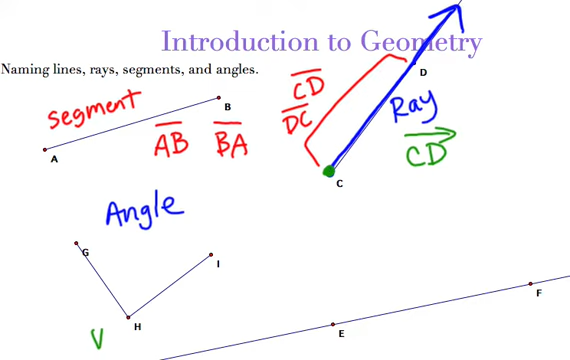 Introduction to Geometry
Naming lines, rays, segments, and angles.
segment
A
B
AB BA
CD
DC
D
Ray
CD
C
Angle
G
H
I
V
E
F